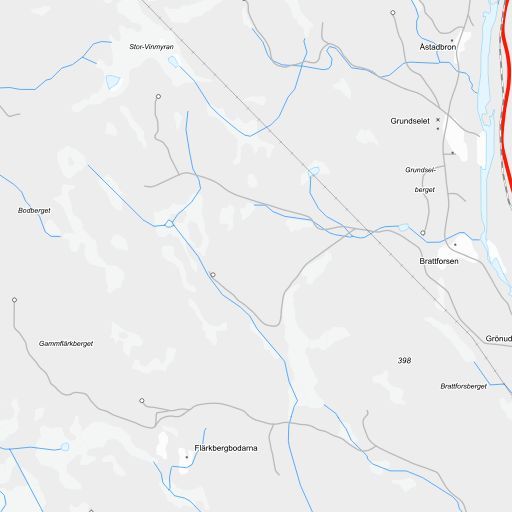 Stor-Vinmyran
Åstadbron
Grundselet
Grundsel-
berget
Bodberget
Brattforsen
Gammflärkberget
Grönud
398
Brattforsberget
Flärkbergbodarna